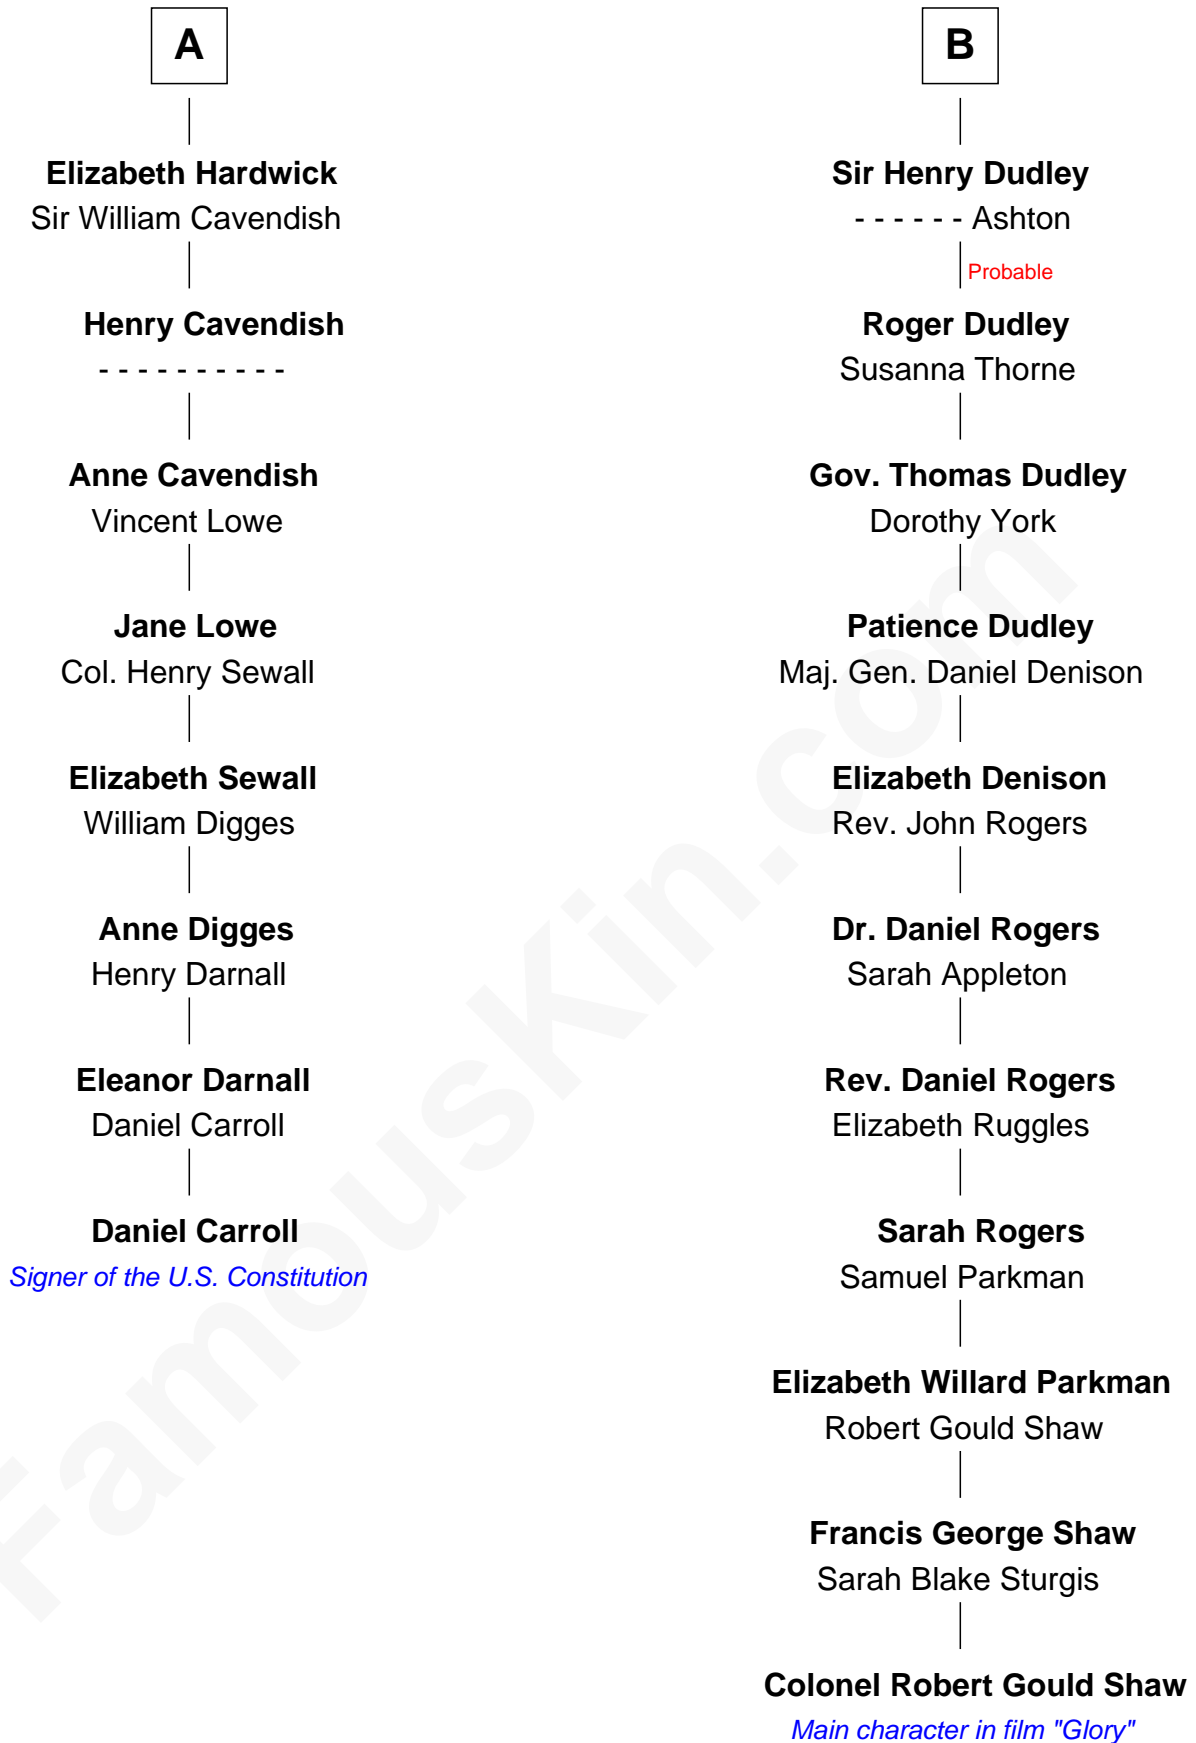 A
Elizabeth Hardwick
Sir William Cavendish
Henry Cavendish
- - - - - - - - - -
Anne Cavendish
Vincent Lowe
Jane Lowe
Col. Henry Sewall
Elizabeth Sewall
William Digges
Anne Digges
Henry Darnall
Eleanor Darnall
Daniel Carroll
Daniel Carroll
Signer of the U.S. Constitution
B
Sir Henry Dudley
- - - - - - Ashton
Probable
Roger Dudley
Susanna Thorne
Gov. Thomas Dudley
Dorothy York
Patience Dudley
Maj. Gen. Daniel Denison
Elizabeth Denison
Rev. John Rogers
Dr. Daniel Rogers
Sarah Appleton
Rev. Daniel Rogers
Elizabeth Ruggles
Sarah Rogers
Samuel Parkman
Elizabeth Willard Parkman
Robert Gould Shaw
Francis George Shaw
Sarah Blake Sturgis
Colonel Robert Gould Shaw
Main character in film "Glory"
FamousKin.com